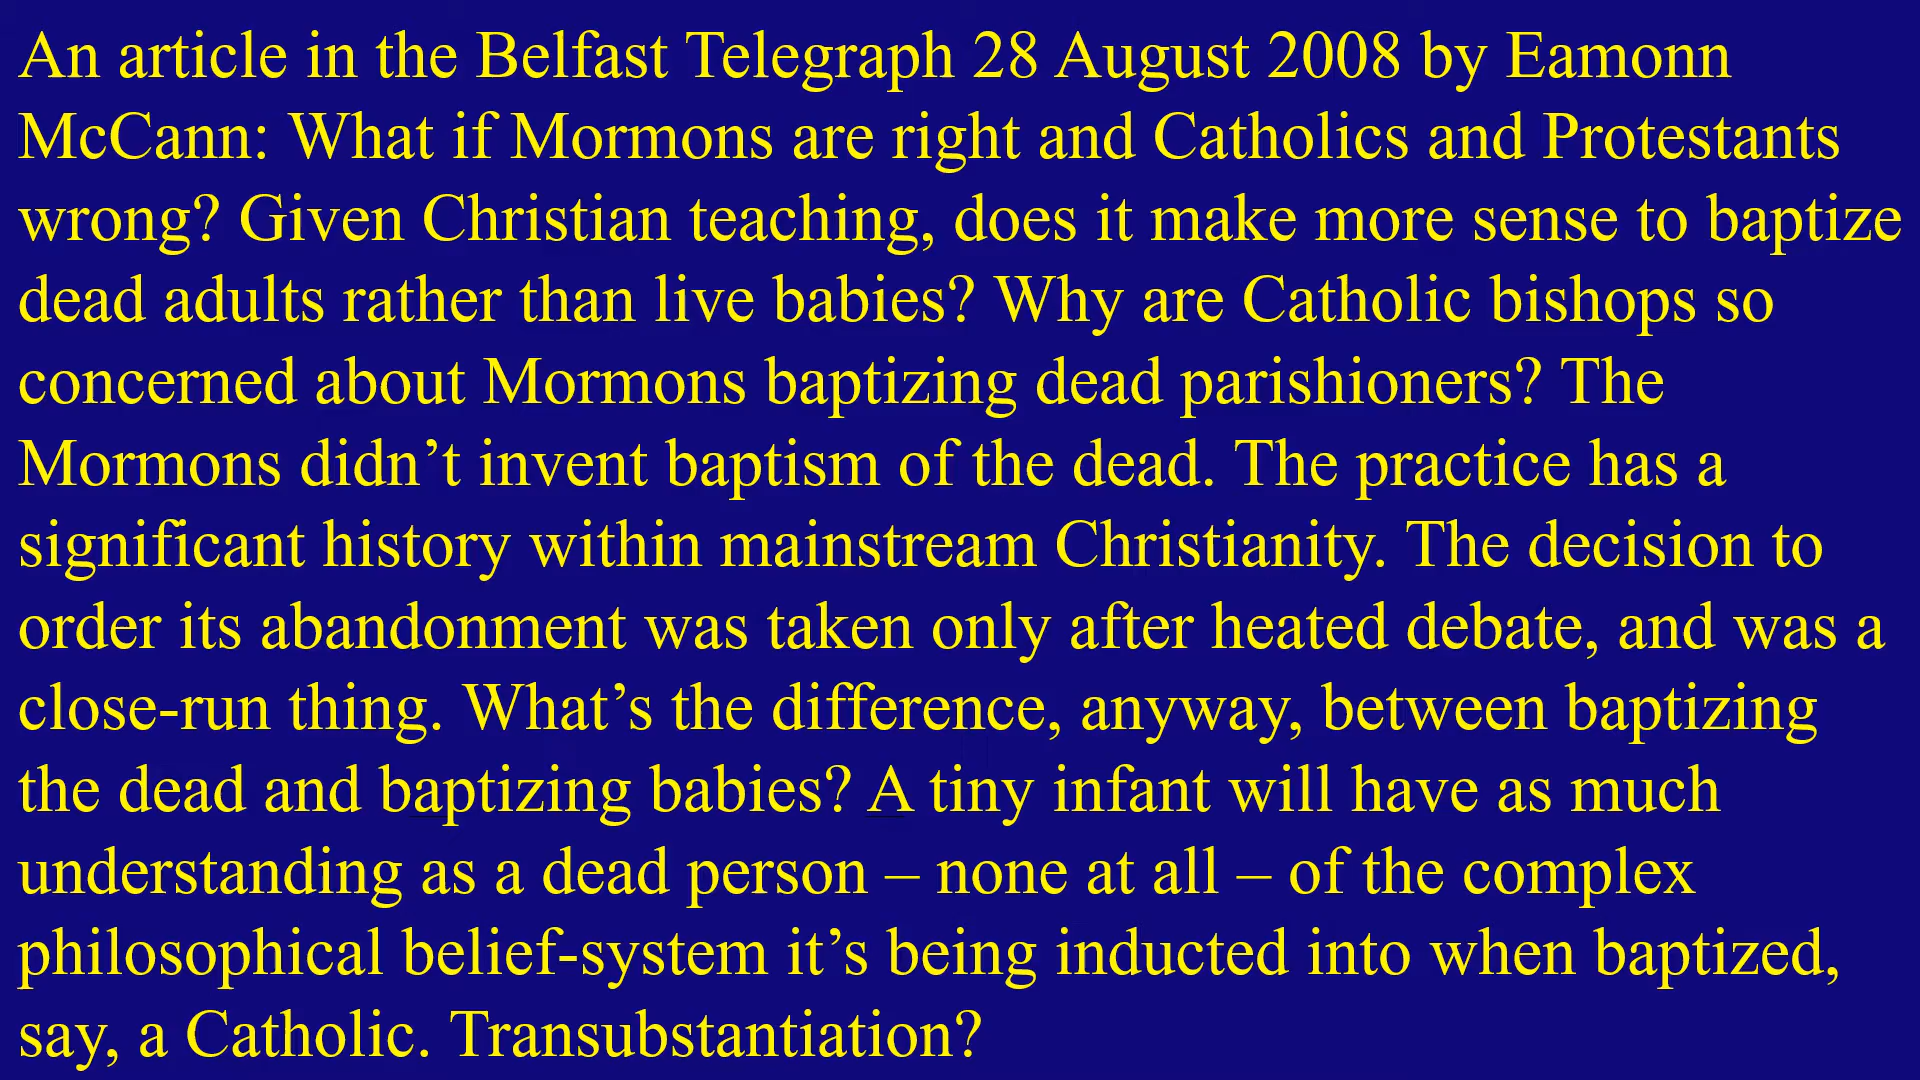 An article in the Belfast Telegraph 28 August 2008 by Eamonn
McCann: What if Mormons are right and Catholics and Protestants
wrong? Given Christian teaching, does it make more sense to baptize
dead adults rather than live babies? Why are Catholic bishops so
concerned about Mormons baptizing dead parishioners? The
Mormons didn’t invent baptism of the dead. The practice has a
significant history within mainstream Christianity. The decision to
order its abandonment was taken only after heated debate, and was a
close-run thing. What’s the difference, anyway, between baptizing
the dead and baptizing babies? A tiny infant will have as much
understanding as a dead person – none at all – of the complex
philosophical belief-system it’s being inducted into when baptized,
say, a Catholic. Transubstantiation?